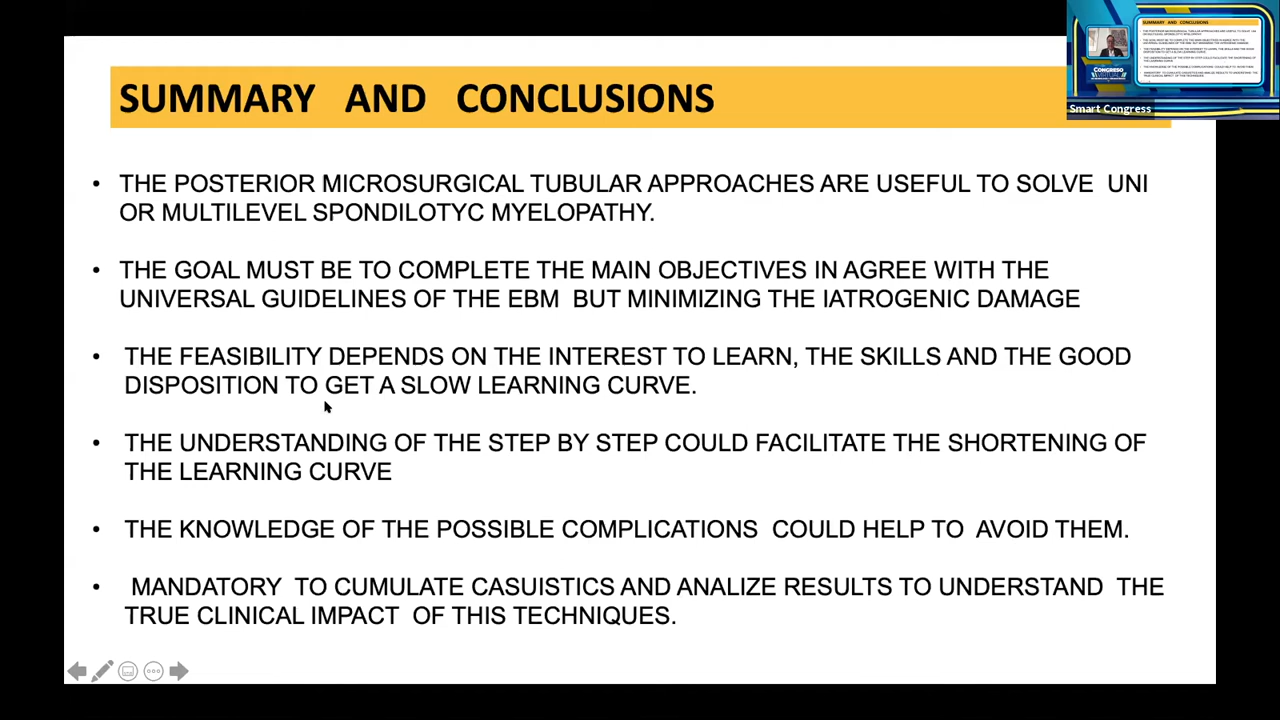 SUMMARY AND CONCLUSIONS
Smart Congress
• THE POSTERIOR MICROSURGICAL TUBULAR APPROACHES ARE USEFUL TO SOLVE UNI
OR MULTILEVEL SPONDILOTYC MYELOPATHY.
• THE GOAL MUST BE TO COMPLETE THE MAIN OBJECTIVES IN AGREE WITH THE
UNIVERSAL GUIDELINES OF THE EBM BUT MINIMIZING THE IATROGENIC DAMAGE
• THE FEASIBILITY DEPENDS ON THE INTEREST TO LEARN, THE SKILLS AND THE GOOD
DISPOSITION TO GET A SLOW LEARNING CURVE.
• THE UNDERSTANDING OF THE STEP BY STEP COULD FACILITATE THE SHORTENING OF
THE LEARNING CURVE
• THE KNOWLEDGE OF THE POSSIBLE COMPLICATIONS COULD HELP TO AVOID THEM.
• MANDATORY TO CUMULATE CASUISTICS AND ANALIZE RESULTS TO UNDERSTAND THE
TRUE CLINICAL IMPACT OF THIS TECHNIQUES.
SUMMARY AND CONCLUSIONS
CONGRESO
VIRTUAL